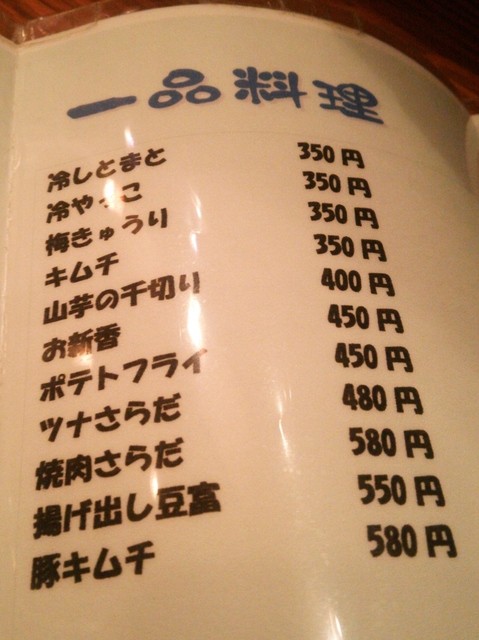 一品料理
冷しとまと 350円
冷やっこ 350円
梅きゅうり 350円
キムチ 350円
山芋の千切り 400円
お新香 450円
ポテトフライ 450円
ツナさらだ 480円
焼肉さらだ 580円
揚げ出し豆富 550円
豚キムチ 580円